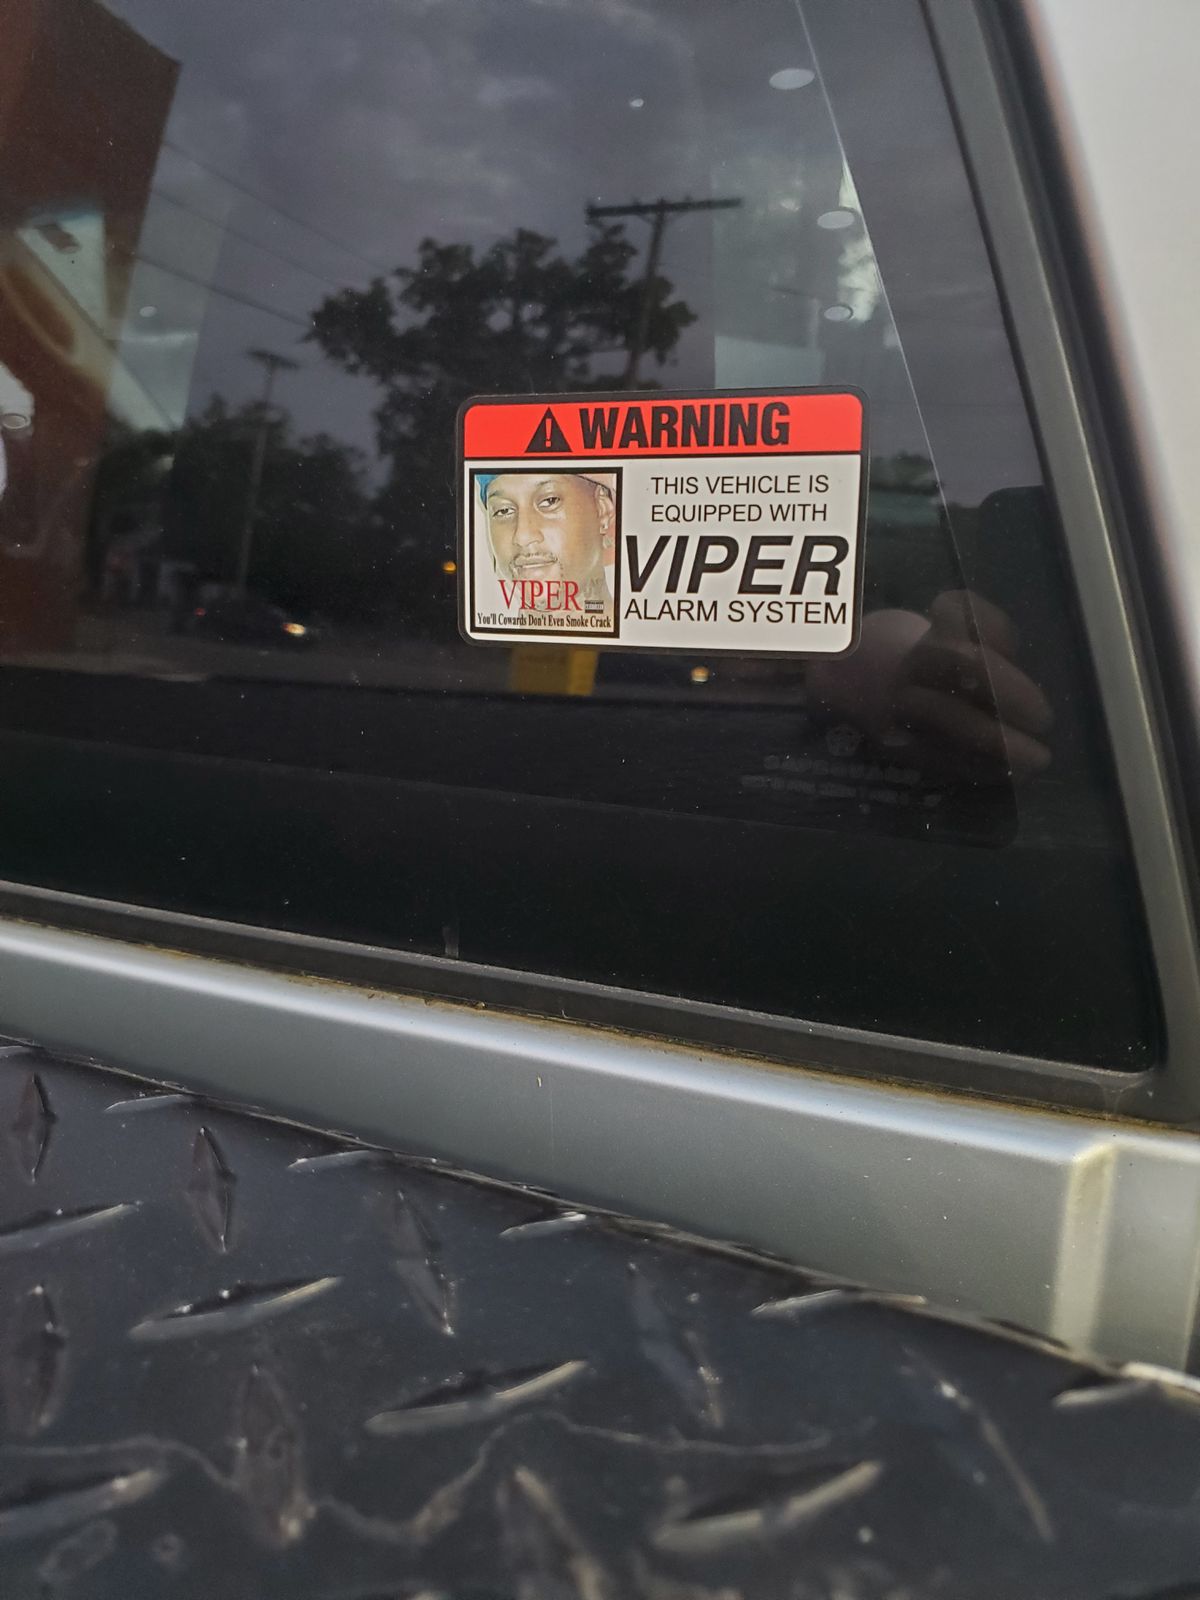 WARNING
THIS VEHICLE IS
EQUIPPED WITH
VIPER
ALARM SYSTEM
VIPER
You'll Cowards Don't Even Smoke Crack